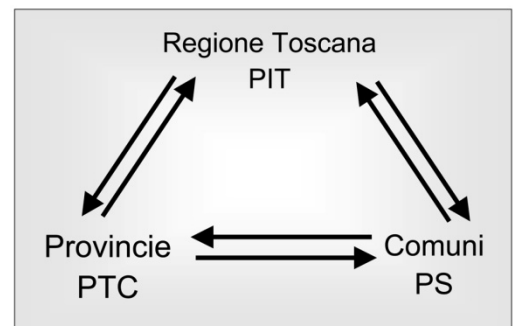 Regione Toscana
PIT
Provincie
PTC
Comuni
PS